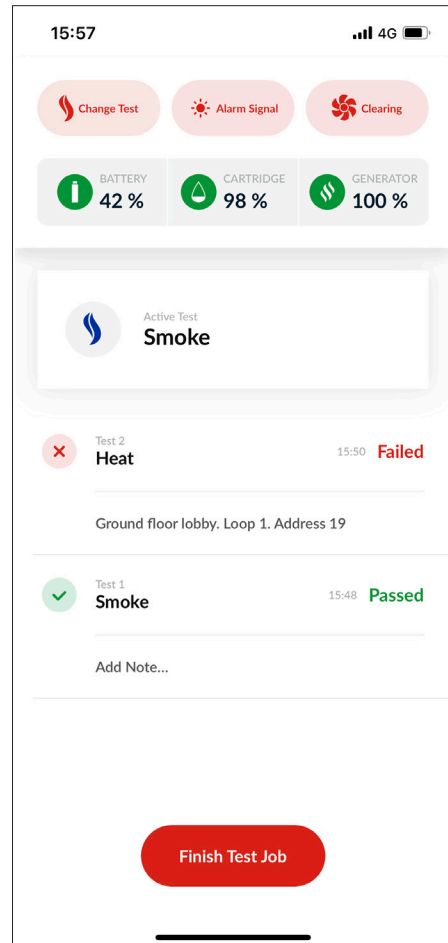 15:57 4G
Change Test Alarm Signal Clearing
BATTERY CARTRIDGE GENERATOR
42 % 98 % 100 %
Active Test
Smoke
Test 2
Heat 15:50 Failed
Ground floor lobby. Loop 1. Address 19
Test 1
Smoke 15:48 Passed
Add Note...
Finish Test Job